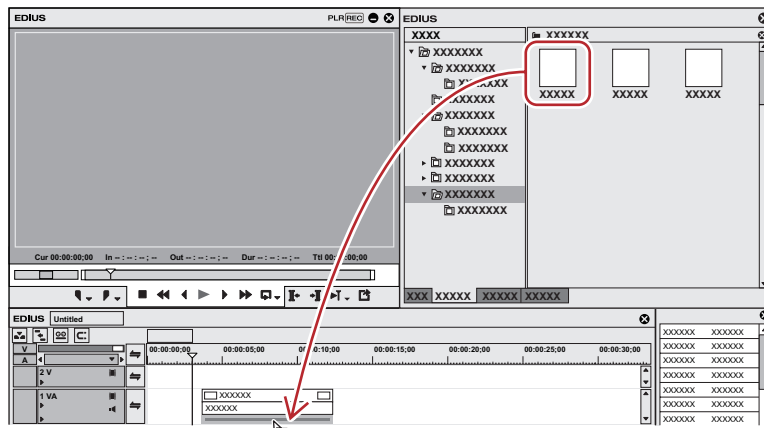 EDIUS PLR REC
Cur 00:00:00;00 In -- : -- : -- ; -- Out -- : -- : -- ; -- Dur -- : -- : -- ; -- Ttl 00:00:00;00
EDIUS
XXXX
XXXXXXX
XXXXXXX
XXXXXXX
XXXXXXX
XXXXXXX
XXXXXXX
XXXXXXX
XXXXXXX
XXXXXXX
XXXXXXX
XXXXXXX
XXXXXX
XXXXX XXXXX XXXXX
XXX XXXXX XXXXX XXXXX
EDIUS Untitled
V
A
00:00:00;00 00:00:05;00 00:00:10;00 00:00:15;00 00:00:20;00 00:00:25;00 00:00:30;00
2 V
1 VA
XXXXXX
XXXXXX
XXXXXX XXXXXX
XXXXXX XXXXXX
XXXXXX XXXXXX
XXXXXX XXXXXX
XXXXXX XXXXXX
XXXXXX XXXXXX
XXXXXX XXXXXX